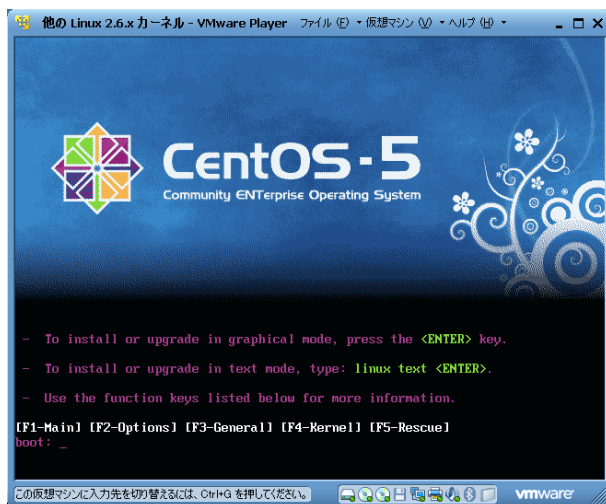 他の Linux 2.6.x カーネル - VMware Player ファイル (F) 仮想マシン (V) ヘルプ (H)
CentOS-5
Community ENTerprise Operating System
- To install or upgrade in graphical mode, press the <ENTER> key.
- To install or upgrade in text mode, type: linux text <ENTER>.
- Use the function keys listed below for more information.
[F1-Main] [F2-Options] [F3-General] [F4-Kernel] [F5-Rescue]
boot: _
この仮想マシンに入力先を切り替えるには、Ctrl+G を押してください。 vmware